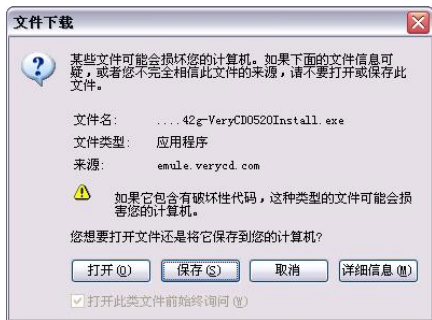 文件下载
某些文件可能会损坏您的计算机。如果下面的文件信息可
疑，或者您不完全相信此文件的来源，请不要打开或保存此
文件。
文件名: ....42g-VeryCD0520Install.exe
文件类型: 应用程序
来源: emule.verycd.com
如果它包含有破坏性代码，这种类型的文件可能会损
害您的计算机。
您想要打开文件还是将它保存到您的计算机?
打开(O) 保存(S) 取消 详细信息(M)
打开此类文件前始终询问(W)